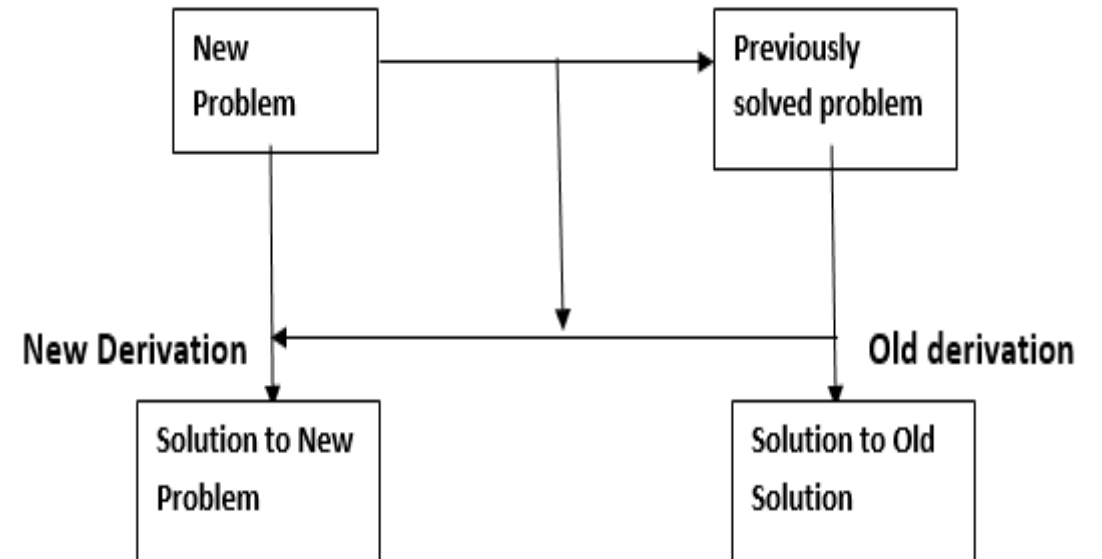 New
Problem
Previously
solved problem
New Derivation
Old derivation
Solution to New
Problem
Solution to Old
Solution